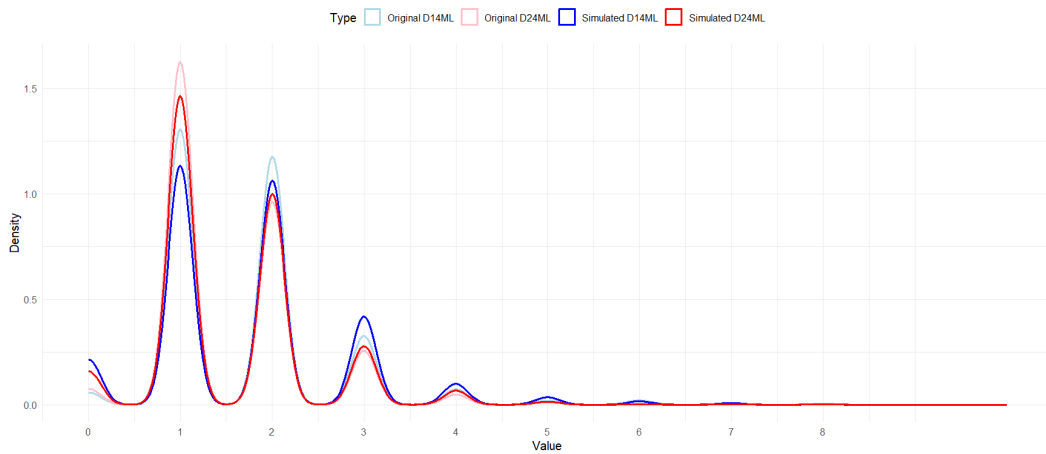 Type Original D14ML Original D24ML Simulated D14ML Simulated D24ML
1.5
1.0
0.5
0.0
Density
0 1 2 3 4 5 6 7 8
Value